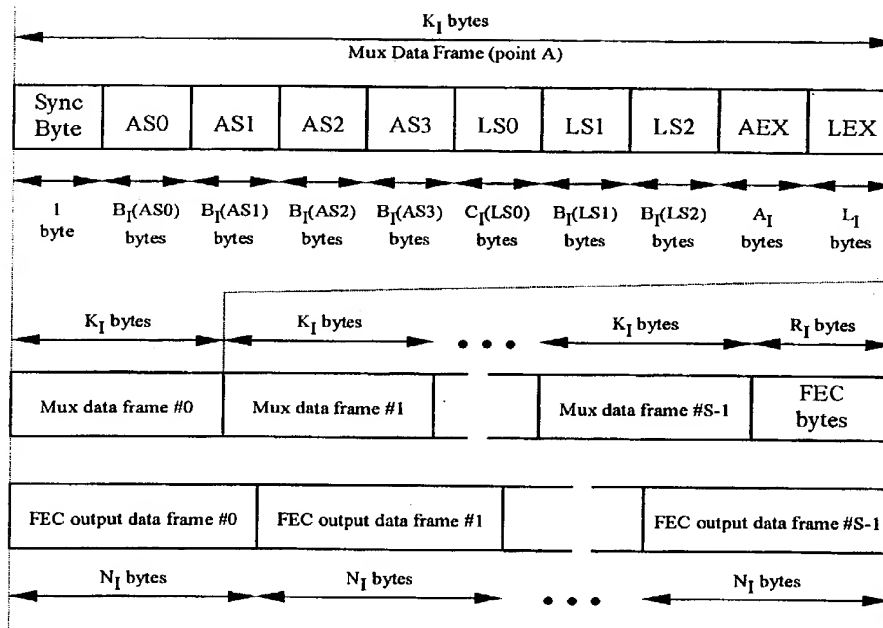 K_I bytes
Mux Data Frame (point A)
Sync Byte AS0 AS1 AS2 AS3 LS0 LS1 LS2 AEX LEX
1 byte B_I(AS0) bytes B_I(AS1) bytes B_I(AS2) bytes B_I(AS3) bytes C_I(LS0) bytes B_I(LS1) bytes B_I(LS2) bytes A_I bytes L_I bytes
K_I bytes K_I bytes K_I bytes R_I bytes
Mux data frame #0 Mux data frame #1 Mux data frame #S-1 FEC bytes
FEC output data frame #0 FEC output data frame #1 FEC output data frame #S-1
N_I bytes N_I bytes N_I bytes